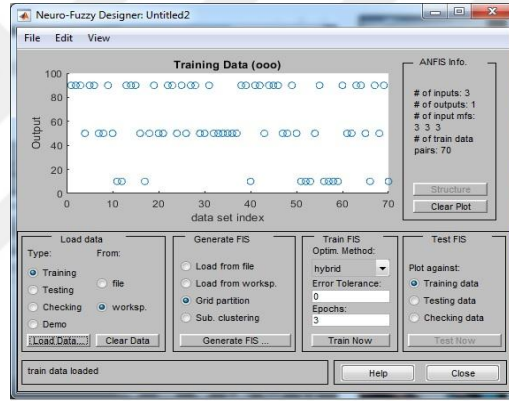 Neuro-Fuzzy Designer: Untitled2
File Edit View
Training Data (ooo)
100
80
60
40
20
0
Output
0 10 20 30 40 50 60 70
data set index
ANFIS Info.
# of inputs: 3
# of outputs: 1
# of input mfs:
3 3 3
# of train data
pairs: 70
Structure
Clear Plot
Load data
Type: From:
Training
Testing
Checking
Demo
file
worksp.
Load Data... Clear Data
Generate FIS
Load from file
Load from worksp.
Grid partition
Sub. clustering
Generate FIS ...
Train FIS
Optim. Method:
hybrid
Error Tolerance:
0
Epochs:
3
Train Now
Test FIS
Plot against:
Training data
Testing data
Checking data
Test Now
train data loaded
Help Close